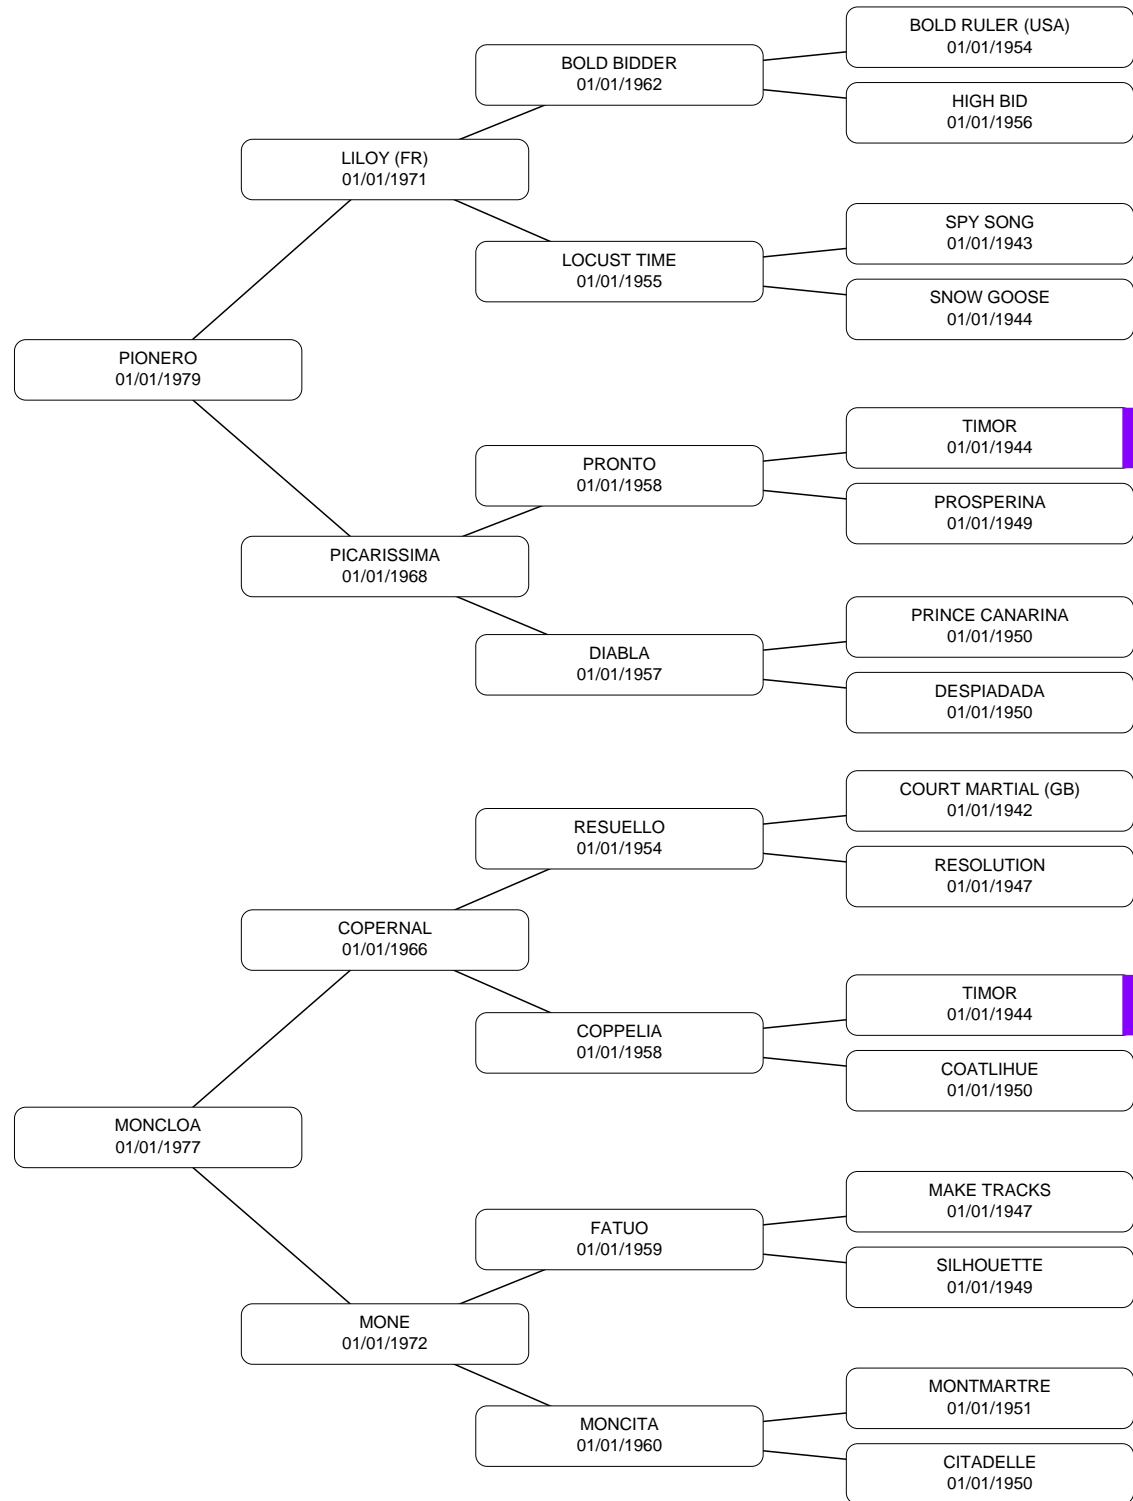 BOLD RULER (USA)
01/01/1954
BOLD BIDDER
01/01/1962
HIGH BID
01/01/1956
LILOY (FR)
01/01/1971
SPY SONG
01/01/1943
LOCUST TIME
01/01/1955
SNOW GOOSE
01/01/1944
PIONERO
01/01/1979
TIMOR
01/01/1944
PRONTO
01/01/1958
PROSPERINA
01/01/1949
PICARISSIMA
01/01/1968
PRINCE CANARINA
01/01/1950
DIABLA
01/01/1957
DESPIADADA
01/01/1950
COURT MARTIAL (GB)
01/01/1942
RESUELLO
01/01/1954
RESOLUTION
01/01/1947
COPERNAL
01/01/1966
TIMOR
01/01/1944
COPPELIA
01/01/1958
COATLIHUE
01/01/1950
MONCLOA
01/01/1977
MAKE TRACKS
01/01/1947
FATUO
01/01/1959
SILHOUETTE
01/01/1949
MONE
01/01/1972
MONTMARTRE
01/01/1951
MONCITA
01/01/1960
CITADELLE
01/01/1950